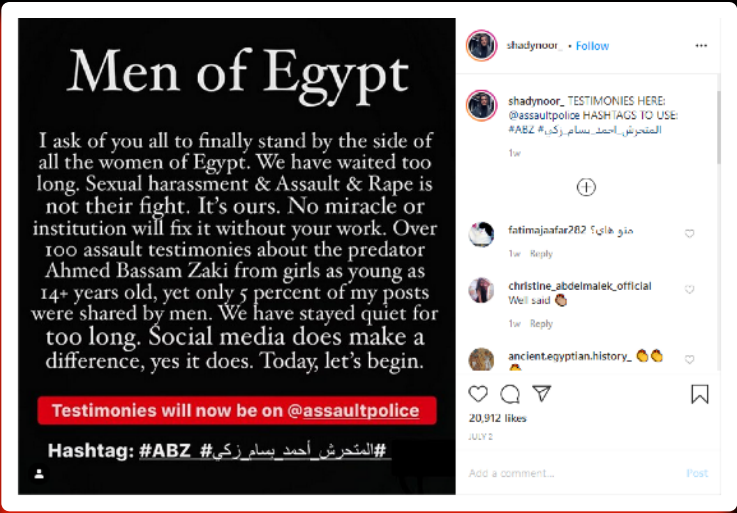 Men of Egypt
I ask of you all to finally stand by the side of
all the women of Egypt. We have waited too
long. Sexual harassment & Assault & Rape is
not their fight. It's ours. No miracle or
institution will fix it without your work. Over
100 assault testimonies about the predator
Ahmed Bassam Zaki from girls as young as
14+ years old, yet only 5 percent of my posts
were shared by men. We have stayed quiet for
too long. Social media does make a
difference, yes it does. Today, let's begin.
Testimonies will now be on @assaultpolice
Hashtag: #ABZ #المتحرش_أحمد_بسام_زكي#
shadynoor_ • Follow
shadynoor_ TESTIMONIES HERE:
@assaultpolice HASHTAGS TO USE:
#ABZ #المتحرش_احمد_بسام_زكي
1w
fatimajaafar282 منو هاي؟
1w Reply
christine_abdelmalek_official
Well said 👏🏽
1w Reply
ancient.egyptian.history_ 👏👏
👏
20,912 likes
JULY 2
Add a comment... Post